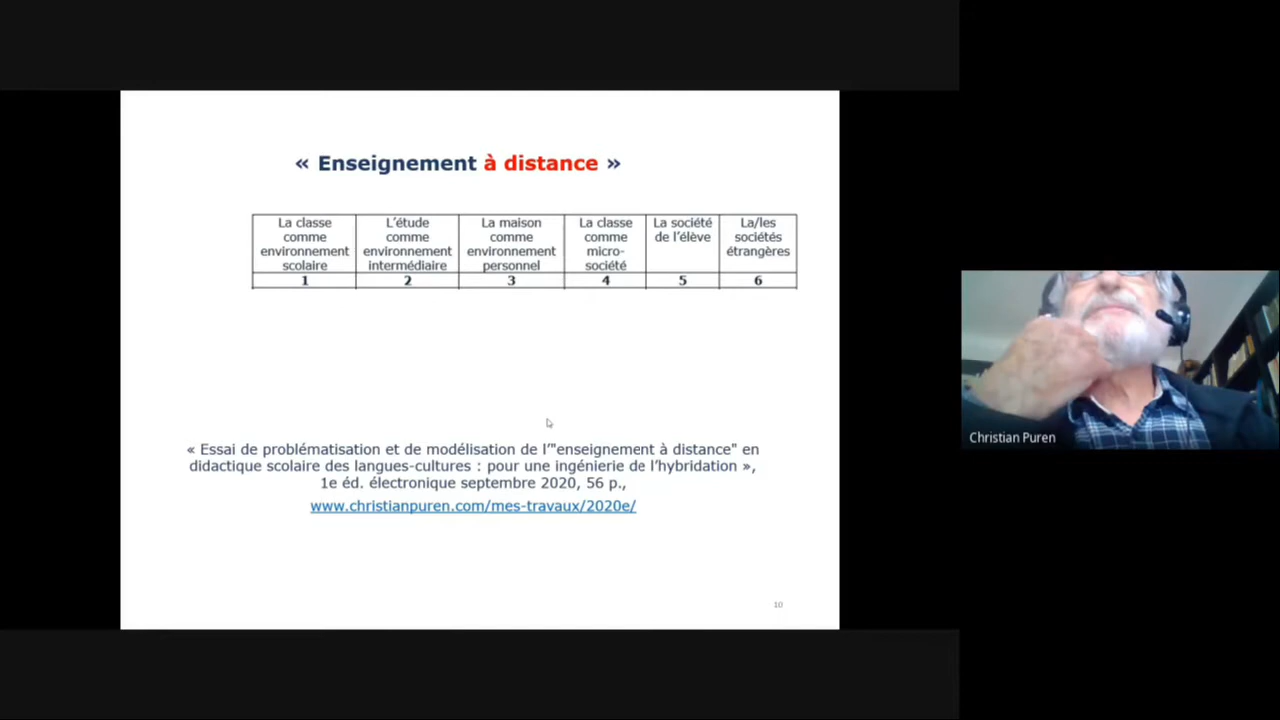 « Enseignement à distance »
La classe comme environnement scolaire
L'étude comme environnement intermédiaire
La maison comme environnement personnel
La classe comme micro-société
La société de l'élève
La/les sociétés étrangères
1 2 3 4 5 6
« Essai de problématisation et de modélisation de l'"enseignement à distance" en
didactique scolaire des langues-cultures : pour une ingénierie de l'hybridation »,
1e éd. électronique septembre 2020, 56 p.,
www.christianpuren.com/mes-travaux/2020e/
10
Christian Puren